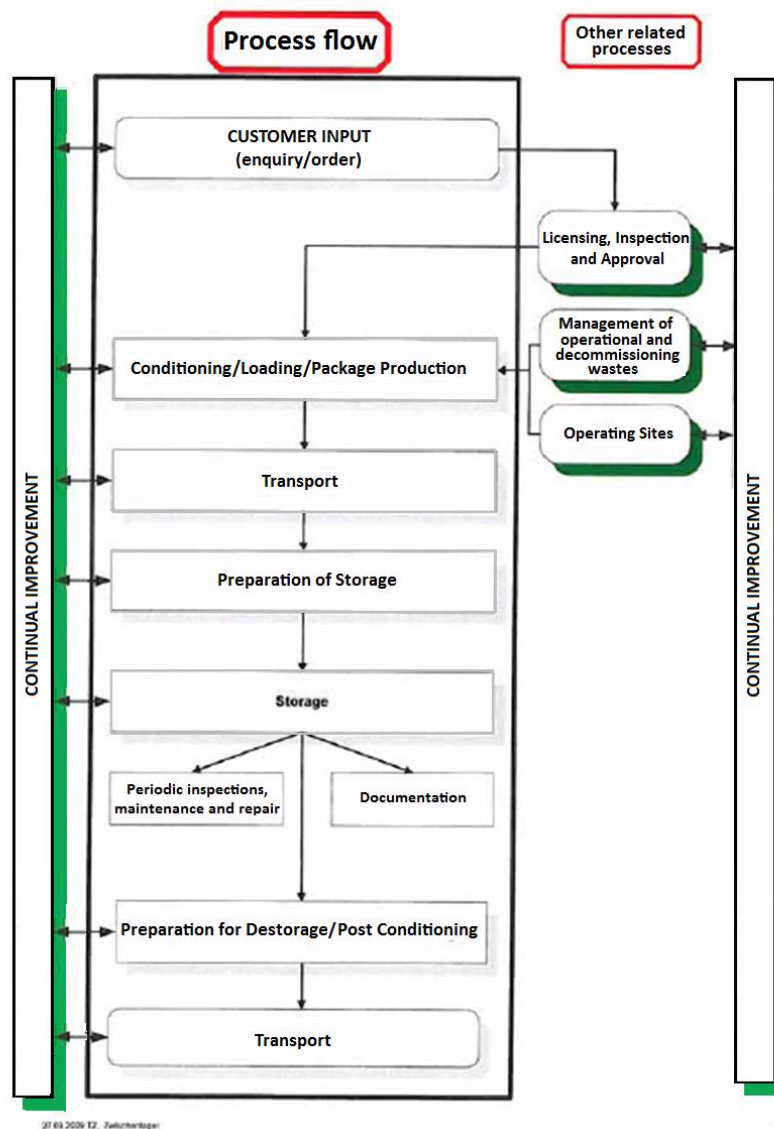 Process flow
Other related
processes
CUSTOMER INPUT
(enquiry/order)
Licensing, Inspection
and Approval
Management of
operational and
decommissioning
wastes
Conditioning/Loading/Package Production
Operating Sites
Transport
Preparation of Storage
Storage
Periodic inspections,
maintenance and repair
Documentation
Preparation for Destorage/Post Conditioning
Transport
CONTINUAL IMPROVEMENT
CONTINUAL IMPROVEMENT
Zwischenlager